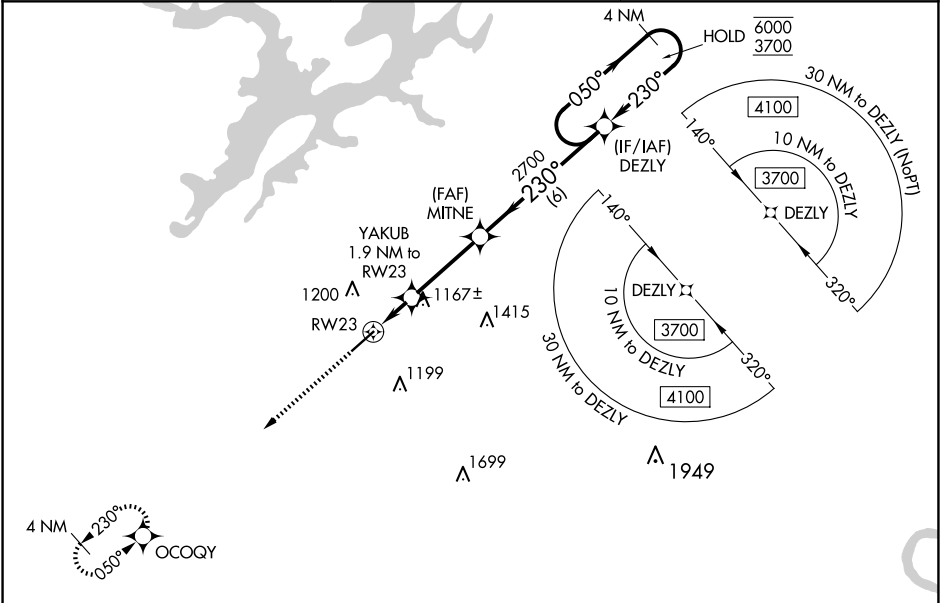 4 NM
HOLD
6000
3700
050°
230°
(IF/IAF)
DEZLY
2700
230°
(6)
(FAF)
MITNE
YAKUB
1.9 NM to
RW23
1200
1167±
RW23
1415
1199
1699
1949
30 NM to DEZLY (NoPT)
4100
140°
10 NM to DEZLY
3700
DEZLY
320°
140°
DEZLY
10 NM to DEZLY
3700
320°
30 NM to DEZLY
4100
4 NM
230°
050°
OCOQY